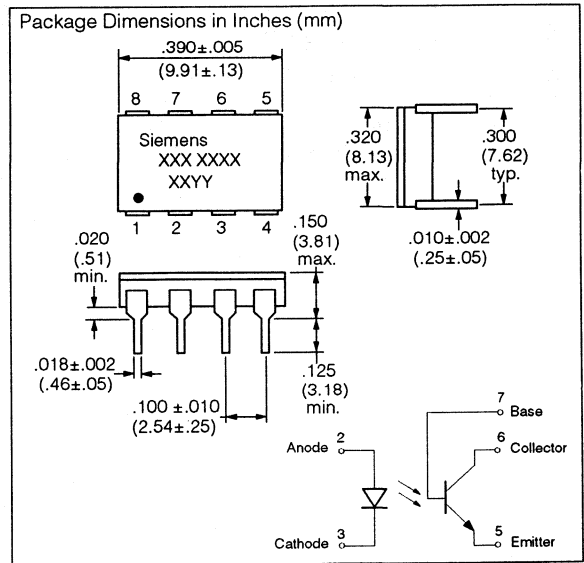 Package Dimensions in Inches (mm)
.390±.005
(9.91±.13)
8 7 6 5
Siemens
XXX XXXX
XXYY
1 2 3 4
.320
(8.13)
max.
.300
(7.62)
typ.
.010±.002
(.25±.05)
.020
(.51)
min.
.150
(3.81)
max.
.018±.002
(.46±.05)
.100 ±.010
(2.54±.25)
.125
(3.18)
min.
7
Base
Anode 2
6
Collector
Cathode 3
5
Emitter